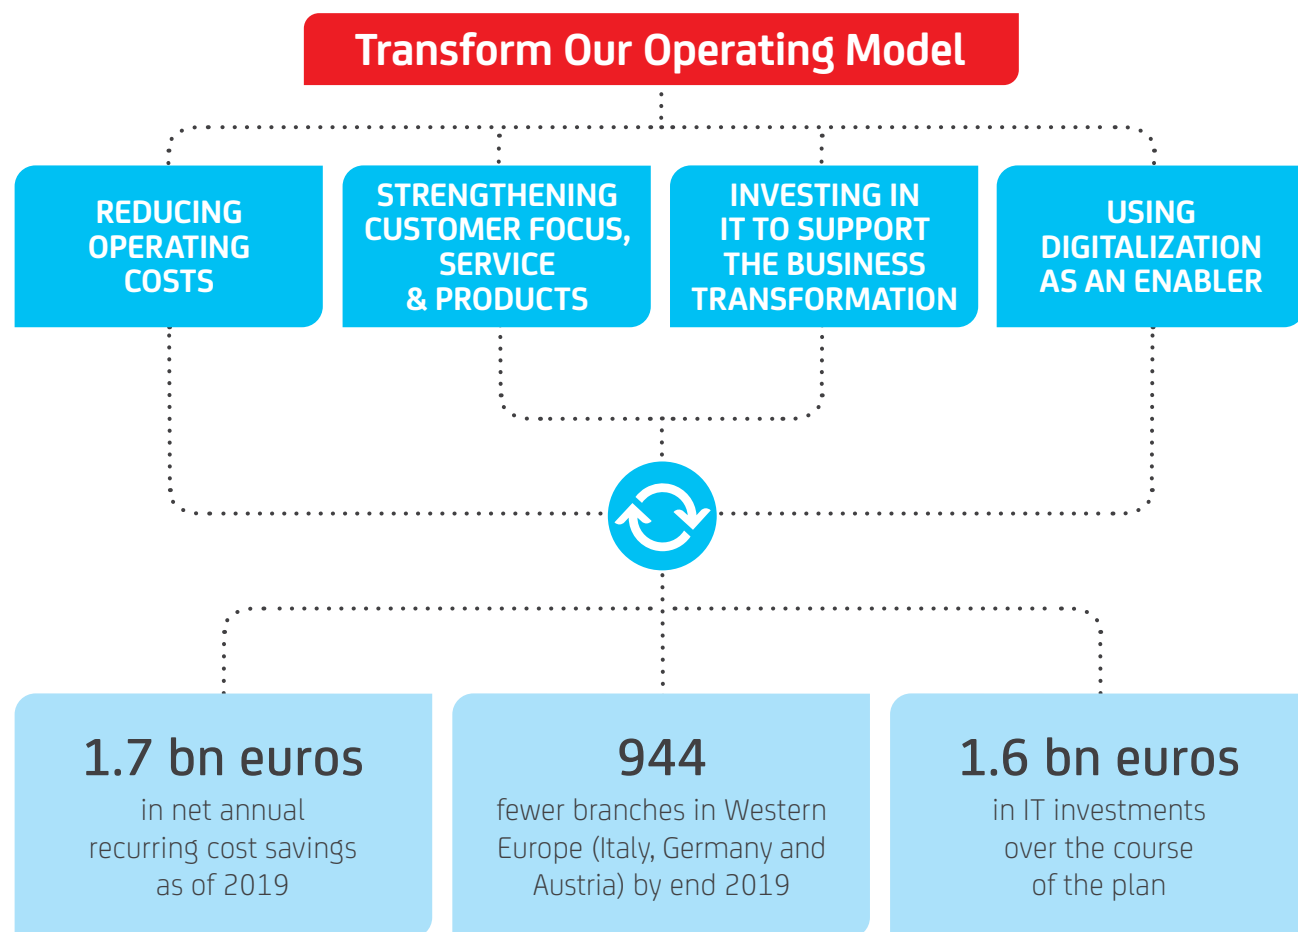 Transform Our Operating Model
REDUCING
OPERATING
COSTS
STRENGTHENING
CUSTOMER FOCUS,
SERVICE
& PRODUCTS
INVESTING IN
IT TO SUPPORT
THE BUSINESS
TRANSFORMATION
USING
DIGITALIZATION
AS AN ENABLER
1.7 bn euros
in net annual
recurring cost savings
as of 2019
944
fewer branches in Western
Europe (Italy, Germany and
Austria) by end 2019
1.6 bn euros
in IT investments
over the course
of the plan